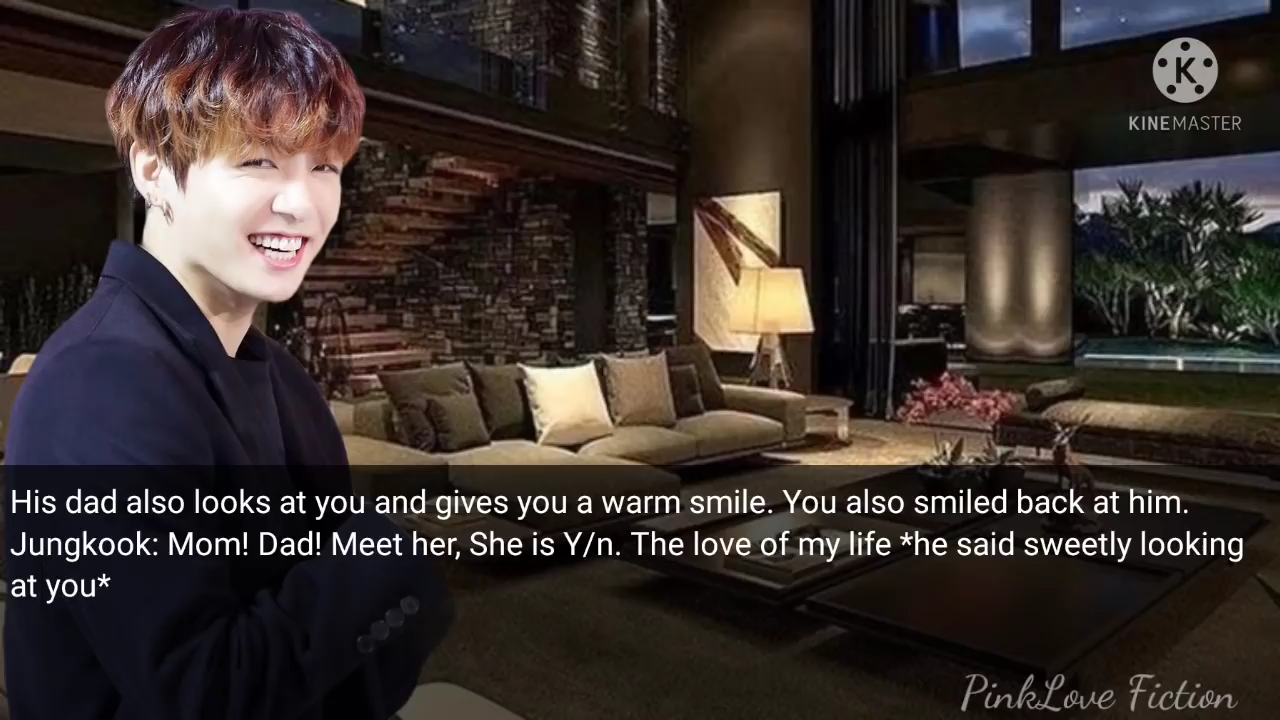 K
KINEMASTER
His dad also looks at you and gives you a warm smile. You also smiled back at him.
Jungkook: Mom! Dad! Meet her, She is Y/n. The love of my life *he said sweetly looking
at you*
PinkLove Fiction